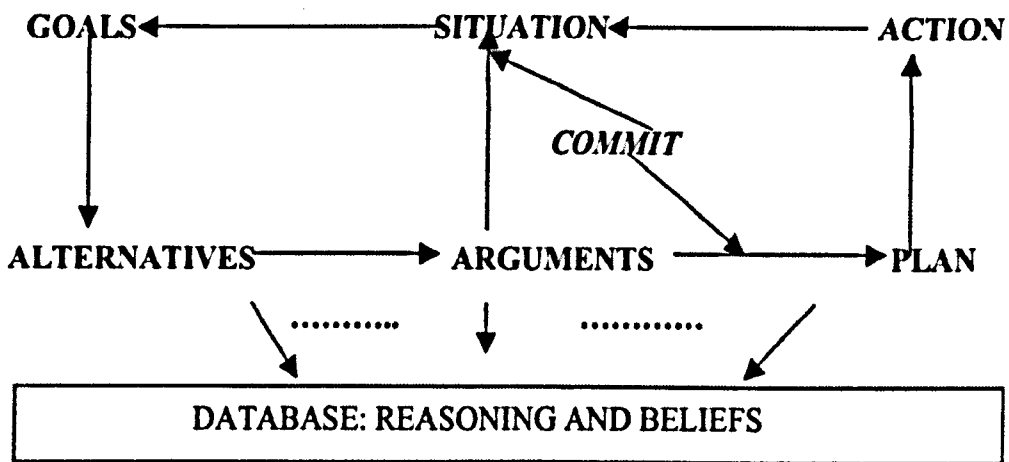 GOALS SITUATION ACTION
COMMIT
ALTERNATIVES ARGUMENTS PLAN
DATABASE: REASONING AND BELIEFS